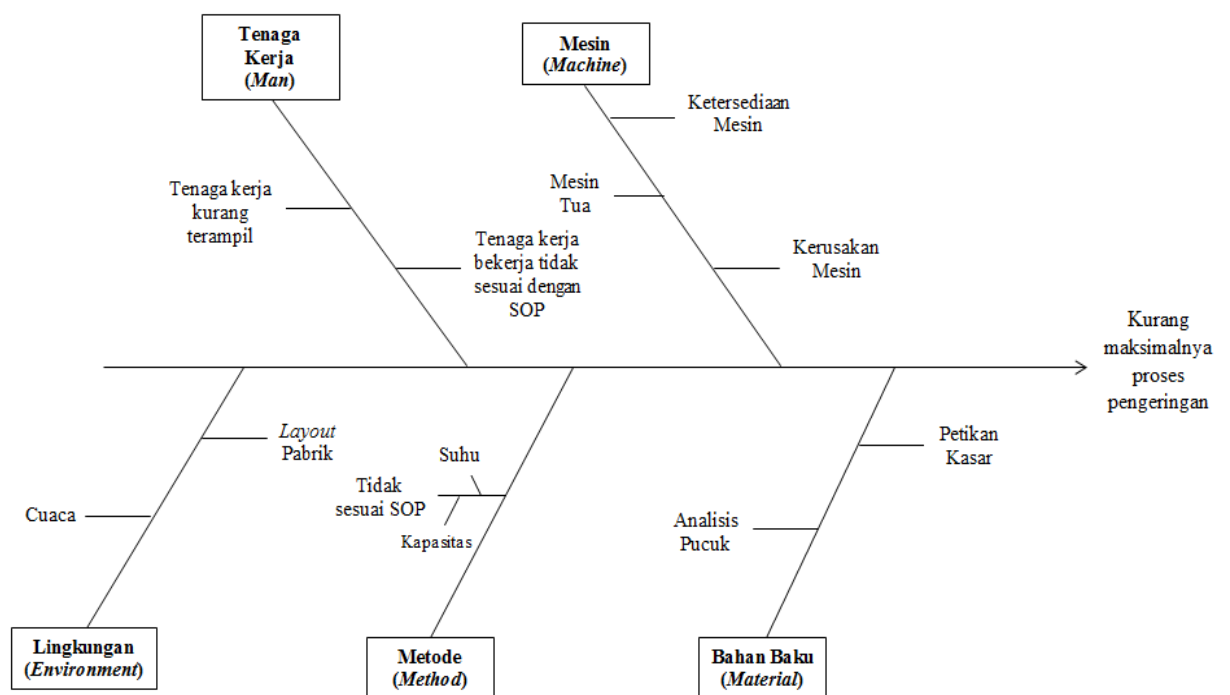 Tenaga
Kerja
(Man)
Mesin
(Machine)
Ketersediaan
Mesin
Mesin
Tua
Kerusakan
Mesin
Tenaga kerja
kurang
terampil
Tenaga kerja
bekerja tidak
sesuai dengan
SOP
Kurang
maksimalnya
proses
pengeringan
Layout
Pabrik
Cuaca
Suhu
Tidak
sesuai SOP
Kapasitas
Petikan
Kasar
Analisis
Pucuk
Lingkungan
(Environment)
Metode
(Method)
Bahan Baku
(Material)